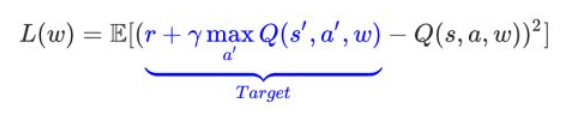 L(w) = 𝔼[(r + γ max_{a′} Q(s′, a′, w) − Q(s, a, w))²]
Target